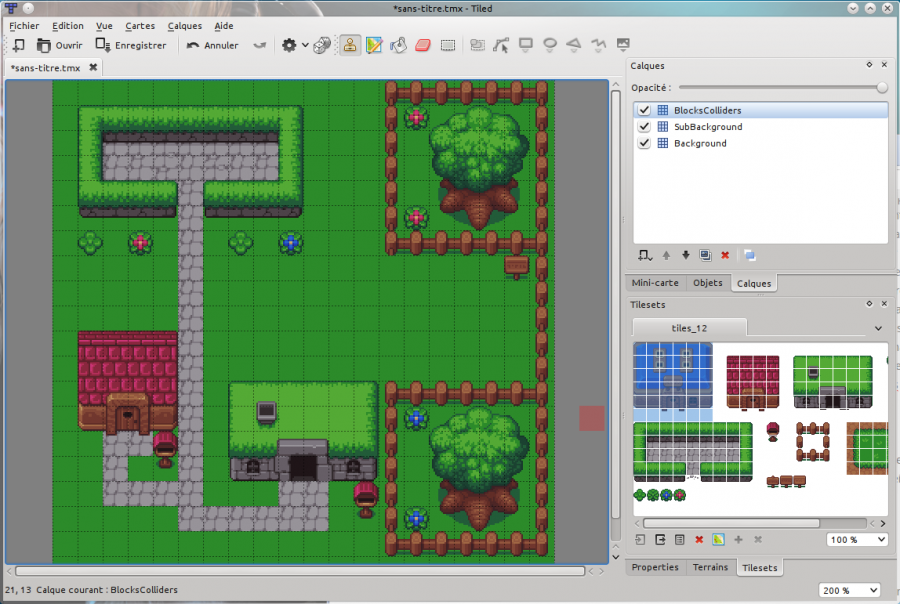 *sans-titre.tmx - Tiled
Fichier Edition Vue Cartes Calques Aide
Ouvrir Enregistrer Annuler
*sans-titre.tmx
Calques
Opacité :
BlocksColliders
SubBackground
Background
Mini-carte Objets Calques
Tilesets
tiles_12
100 %
Properties Terrains Tilesets
21, 13 Calque courant : BlocksColliders
200 %